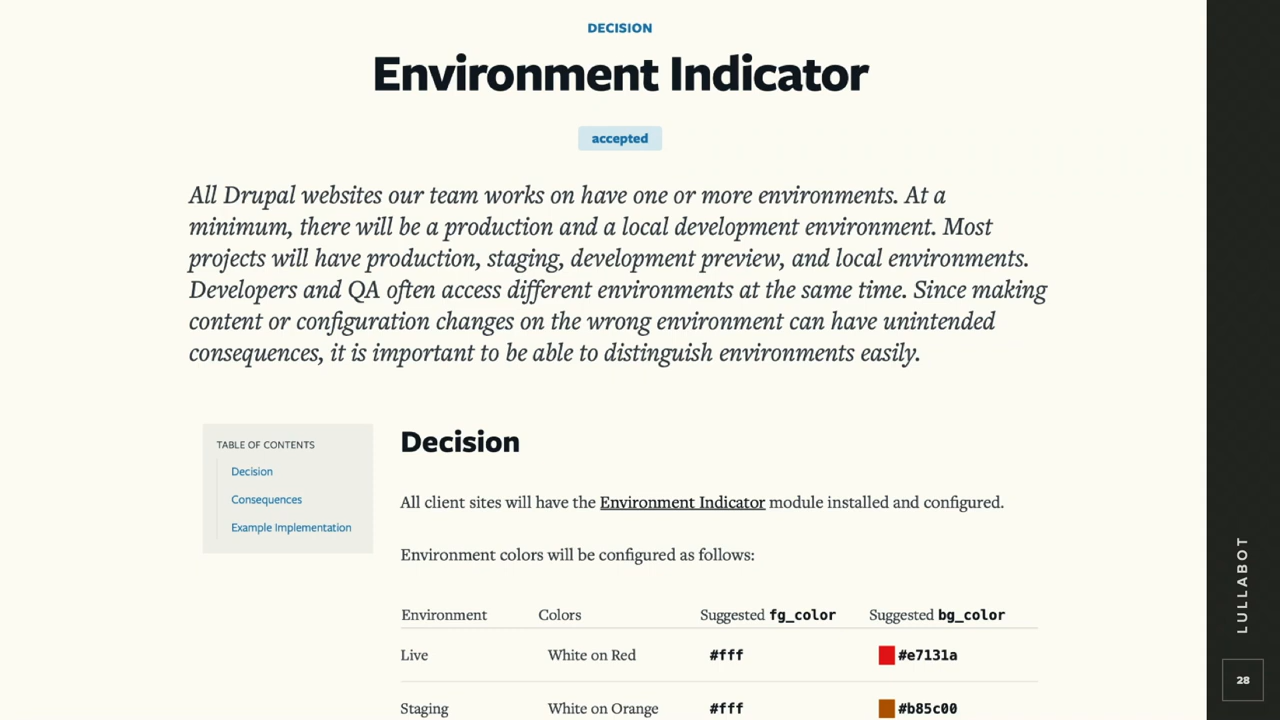 DECISION
Environment Indicator
accepted
All Drupal websites our team works on have one or more environments. At a
minimum, there will be a production and a local development environment. Most
projects will have production, staging, development preview, and local environments.
Developers and QA often access different environments at the same time. Since making
content or configuration changes on the wrong environment can have unintended
consequences, it is important to be able to distinguish environments easily.
TABLE OF CONTENTS
Decision
Consequences
Example Implementation
Decision
All client sites will have the Environment Indicator module installed and configured.
Environment colors will be configured as follows:
Environment Colors Suggested fg_color Suggested bg_color
Live White on Red #fff #e7131a
Staging White on Orange #fff #b85c00
LULLABOT
28